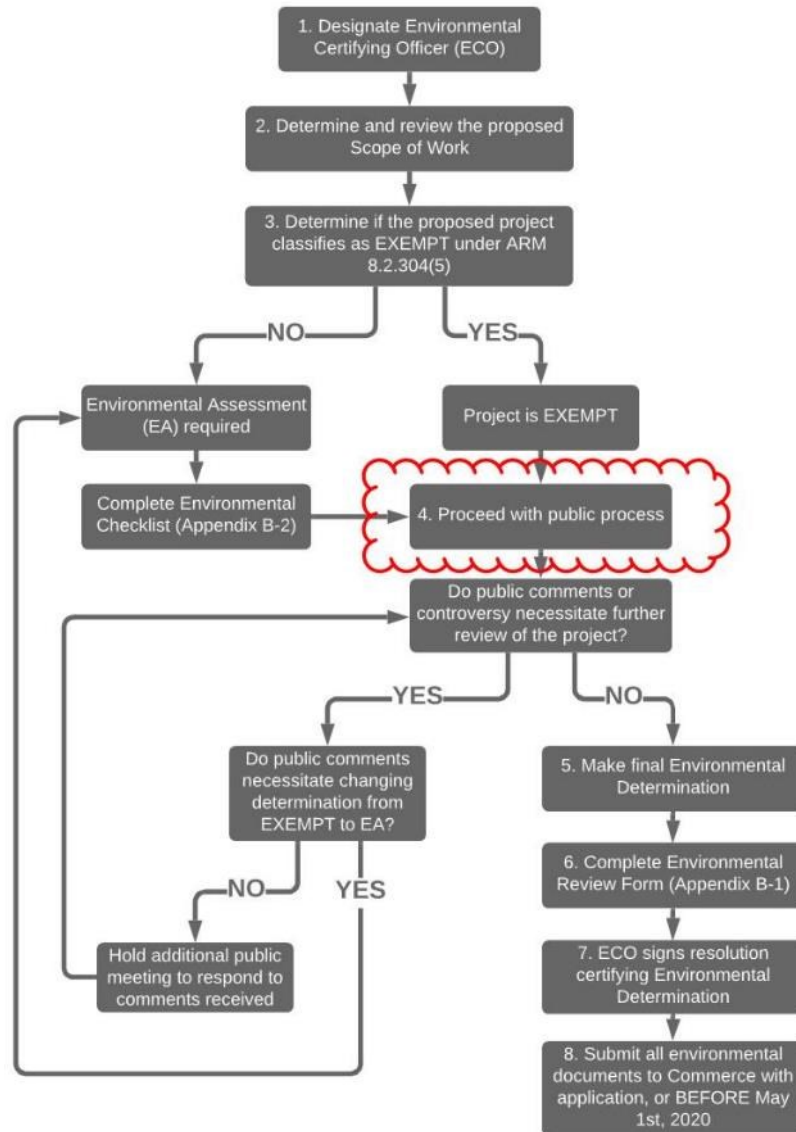 1. Designate Environmental
Certifying Officer (ECO)
2. Determine and review the proposed
Scope of Work
3. Determine if the proposed project
classifies as EXEMPT under ARM
8.2.304(5)
NO
YES
Environmental Assessment
(EA) required
Project is EXEMPT
Complete Environmental
Checklist (Appendix B-2)
4. Proceed with public process
Do public comments or
controversy necessitate further
review of the project?
YES
NO
Do public comments
necessitate changing
determination from
EXEMPT to EA?
5. Make final Environmental
Determination
NO
YES
6. Complete Environmental
Review Form (Appendix B-1)
Hold additional public
meeting to respond to
comments received
7. ECO signs resolution
certifying Environmental
Determination
8. Submit all environmental
documents to Commerce with
application, or BEFORE May
1st, 2020